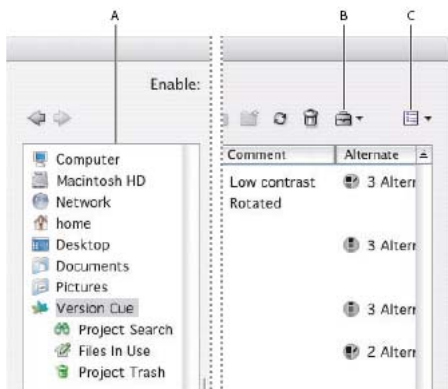 A
B
C
Enable:
Comment
Alternate
Computer
Macintosh HD
Network
home
Desktop
Documents
Pictures
Version Cue
Project Search
Files In Use
Project Trash
Low contrast
Rotated
3 Altern
3 Altern
3 Altern
2 Altern